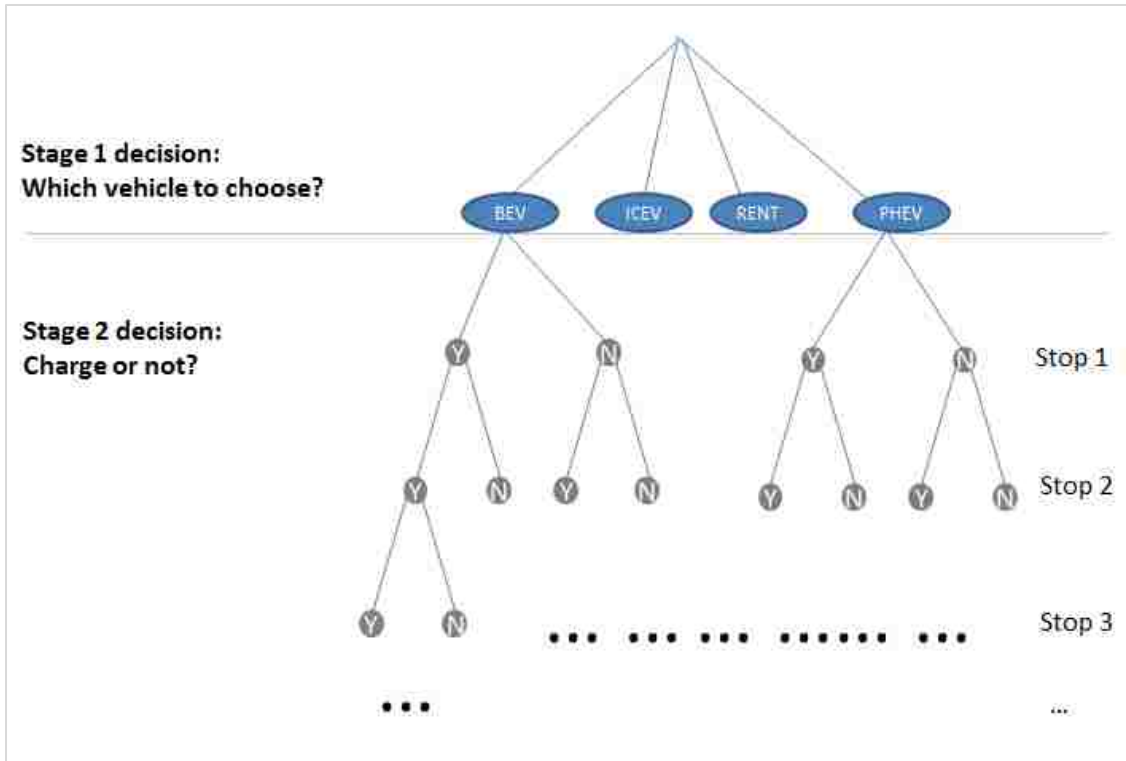 Stage 1 decision:
Which vehicle to choose?
BEV ICEV RENT PHEV
Stage 2 decision:
Charge or not?
Y N Y N Stop 1
Y N Y N Y N Y N Stop 2
Y N Stop 3
...